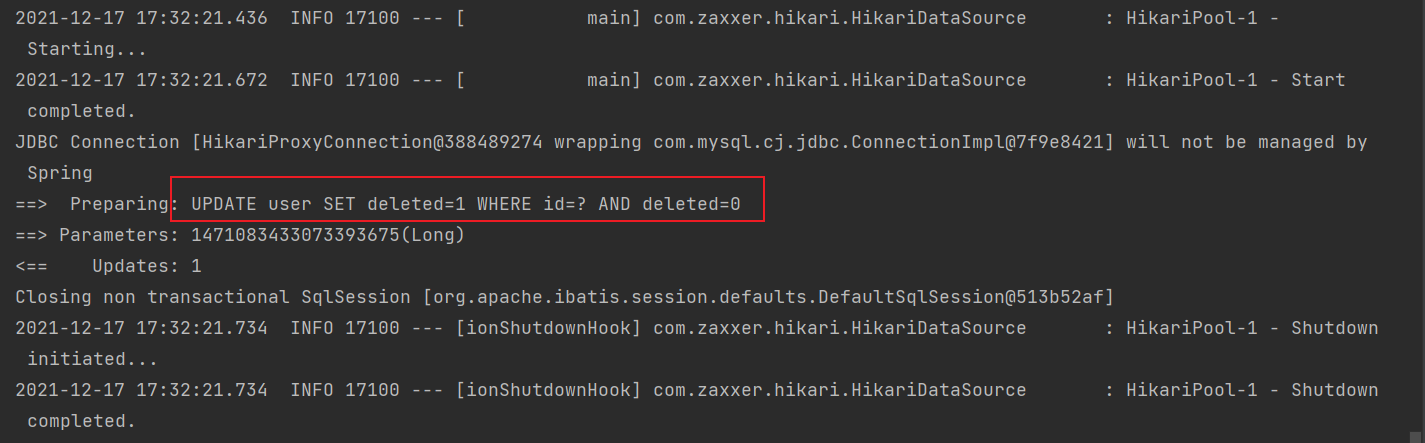 2021-12-17 17:32:21.436  INFO 17100 --- [           main] com.zaxxer.hikari.HikariDataSource       : HikariPool-1 -
 Starting...
2021-12-17 17:32:21.672  INFO 17100 --- [           main] com.zaxxer.hikari.HikariDataSource       : HikariPool-1 - Start
 completed.
JDBC Connection [HikariProxyConnection@388489274 wrapping com.mysql.cj.jdbc.ConnectionImpl@7f9e8421] will not be managed by
 Spring
==>  Preparing: UPDATE user SET deleted=1 WHERE id=? AND deleted=0
==> Parameters: 1471083433073393675(Long)
<==    Updates: 1
Closing non transactional SqlSession [org.apache.ibatis.session.defaults.DefaultSqlSession@513b52af]
2021-12-17 17:32:21.734  INFO 17100 --- [ionShutdownHook] com.zaxxer.hikari.HikariDataSource       : HikariPool-1 - Shutdown
 initiated...
2021-12-17 17:32:21.734  INFO 17100 --- [ionShutdownHook] com.zaxxer.hikari.HikariDataSource       : HikariPool-1 - Shutdown
 completed.